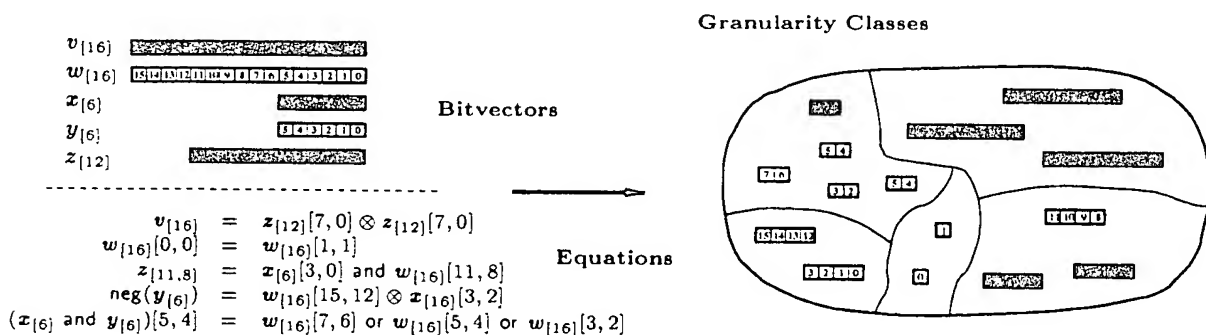 Granularity Classes
v[16]
w[16] 15 14 13 12 11 10 9 8 7 6 5 4 3 2 1 0
x[6]
y[6] 5 4 3 2 1 0
z[12]
Bitvectors
v[16] = z[12][7,0] ⊗ z[12][7,0]
w[16][0,0] = w[16][1,1]
z[11,8] = x[6][3,0] and w[16][11,8]
neg(y[6]) = w[16][15,12] ⊗ x[16][3,2]
(x[6] and y[6])[5,4] = w[16][7,6] or w[16][5,4] or w[16][3,2]
Equations
5 4
7 6
3 2
5 4
15 14 13 12
3 2 1 0
1
0
11 10 9 8